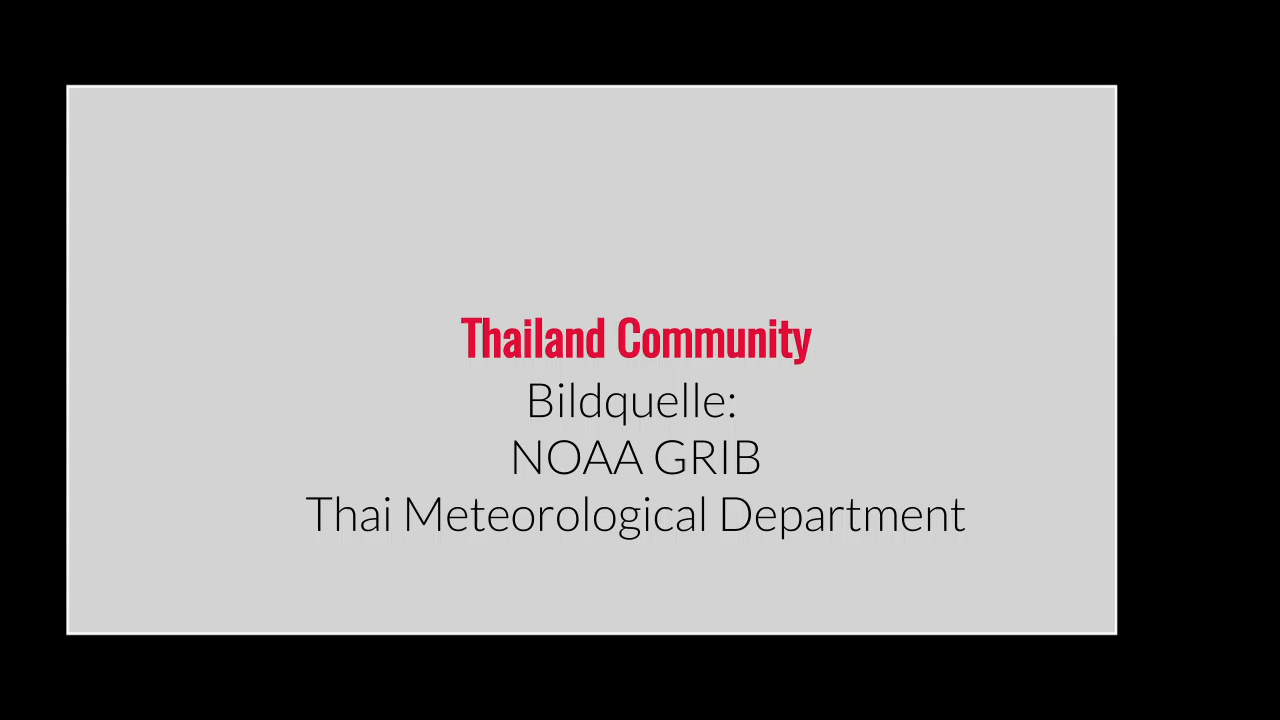 Thailand Community
Bildquelle:
NOAA GRIB
Thai Meteorological Department